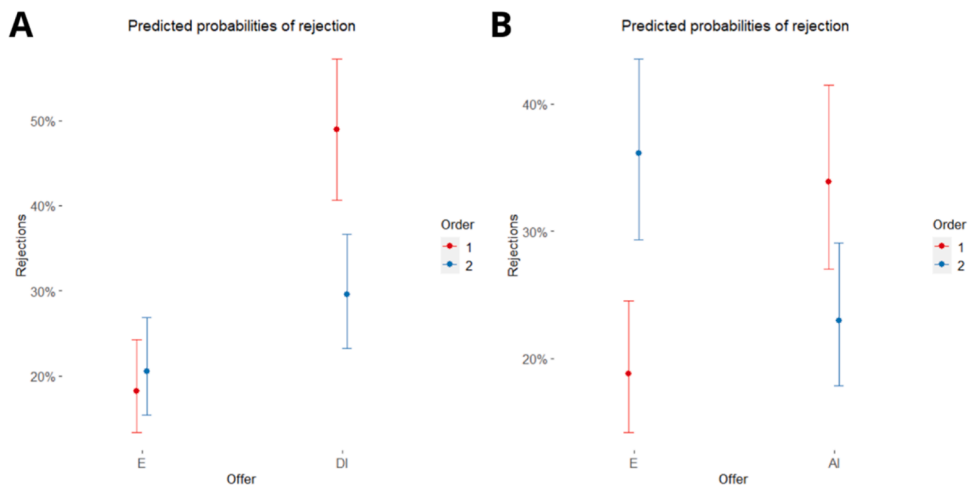 A
Predicted probabilities of rejection
50%
40%
30%
20%
Rejections
E
DI
Offer
Order
1
2
B
Predicted probabilities of rejection
40%
30%
20%
Rejections
E
AI
Offer
Order
1
2